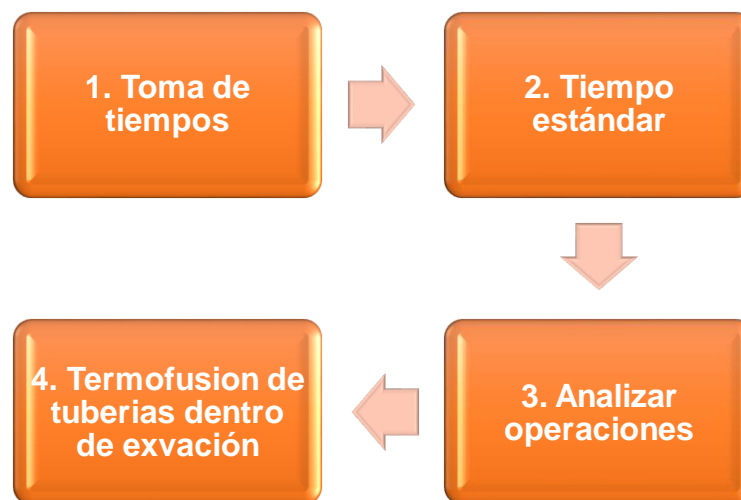 1. Toma de
tiempos
2. Tiempo
estándar
4. Termofusion de
tuberias dentro
de exvación
3. Analizar
operaciones